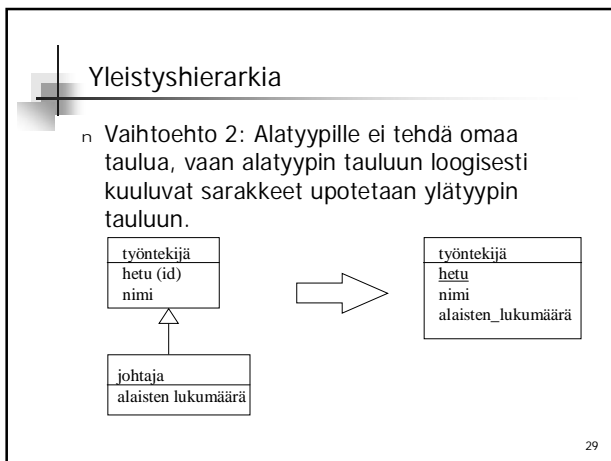 Yleistyshierarkia
n Vaihtoehto 2: Alatyypille ei tehdä omaa
taulua, vaan alatyypin tauluun loogisesti
kuuluvat sarakkeet upotetaan ylätyypin
tauluun.
työntekijä
hetu (id)
nimi
johtaja
alaisten lukumäärä
työntekijä
hetu
nimi
alaisten_lukumäärä
29